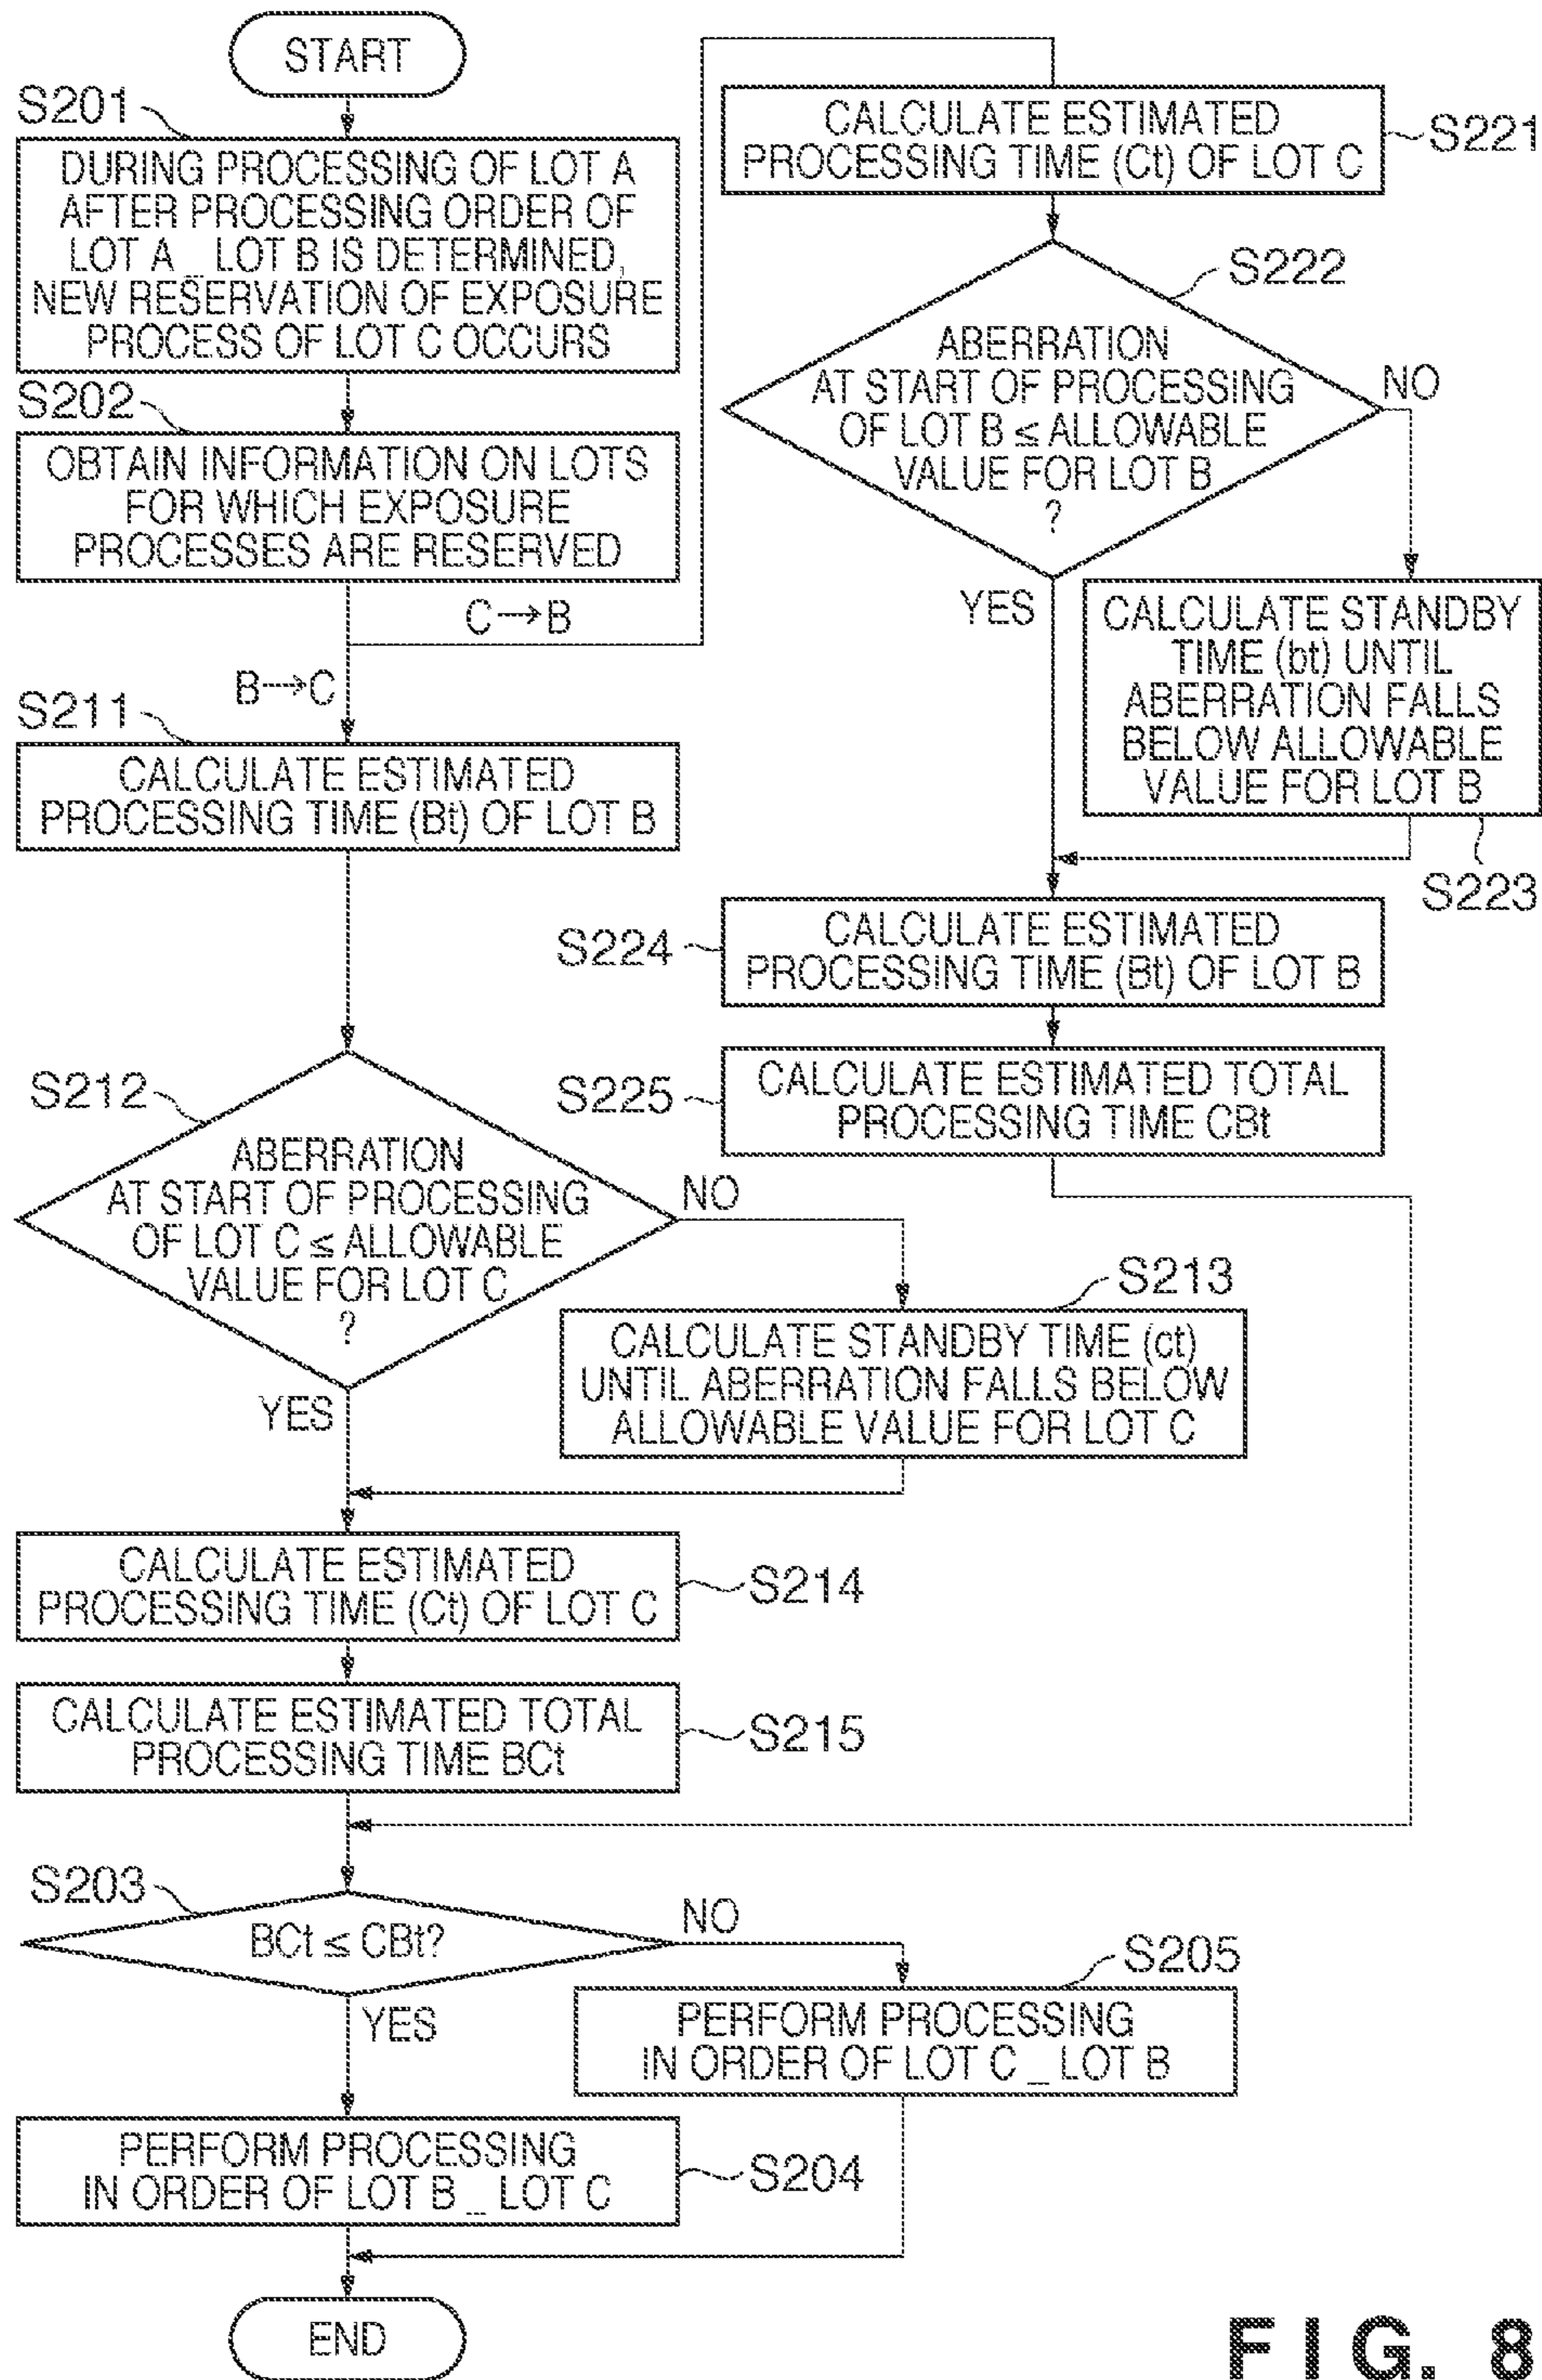 START
S201
DURING PROCESSING OF LOT A
AFTER PROCESSING ORDER OF
LOT A _ LOT B IS DETERMINED,
NEW RESERVATION OF EXPOSURE
PROCESS OF LOT C OCCURS
S202
OBTAIN INFORMATION ON LOTS
FOR WHICH EXPOSURE
PROCESSES ARE RESERVED
C→B
B→C
S211
CALCULATE ESTIMATED
PROCESSING TIME (Bt) OF LOT B
S212
ABERRATION
AT START OF PROCESSING
OF LOT C ≤ ALLOWABLE
VALUE FOR LOT C
?
NO
YES
S213
CALCULATE STANDBY TIME (ct)
UNTIL ABERRATION FALLS BELOW
ALLOWABLE VALUE FOR LOT C
CALCULATE ESTIMATED
PROCESSING TIME (Ct) OF LOT C
S214
CALCULATE ESTIMATED TOTAL
PROCESSING TIME BCt
S215
CALCULATE ESTIMATED
PROCESSING TIME (Ct) OF LOT C
S221
S222
ABERRATION
AT START OF PROCESSING
OF LOT B ≤ ALLOWABLE
VALUE FOR LOT B
?
NO
YES
CALCULATE STANDBY
TIME (bt) UNTIL
ABERRATION FALLS
BELOW ALLOWABLE
VALUE FOR LOT B
S223
S224
CALCULATE ESTIMATED
PROCESSING TIME (Bt) OF LOT B
S225
CALCULATE ESTIMATED TOTAL
PROCESSING TIME CBt
S203
BCt ≤ CBt?
NO
YES
S205
PERFORM PROCESSING
IN ORDER OF LOT C _ LOT B
PERFORM PROCESSING
IN ORDER OF LOT B _ LOT C
S204
END
FIG. 8